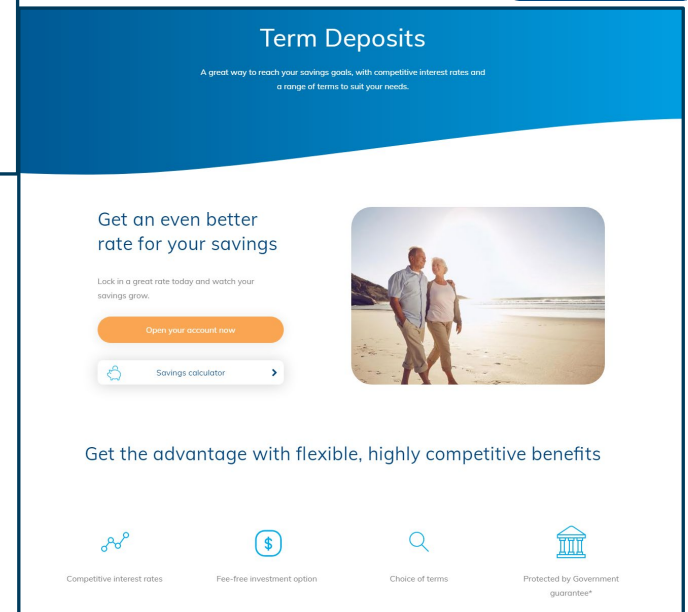 Term Deposits
A great way to reach your savings goals, with competitive interest rates and
a range of terms to suit your needs.
Get an even better
rate for your savings
Lock in a great rate today and watch your
savings grow.
Open your account now
Savings calculator
Get the advantage with flexible, highly competitive benefits
$
Competitive interest rates
Fee-free investment option
Choice of terms
Protected by Government
guarantee*